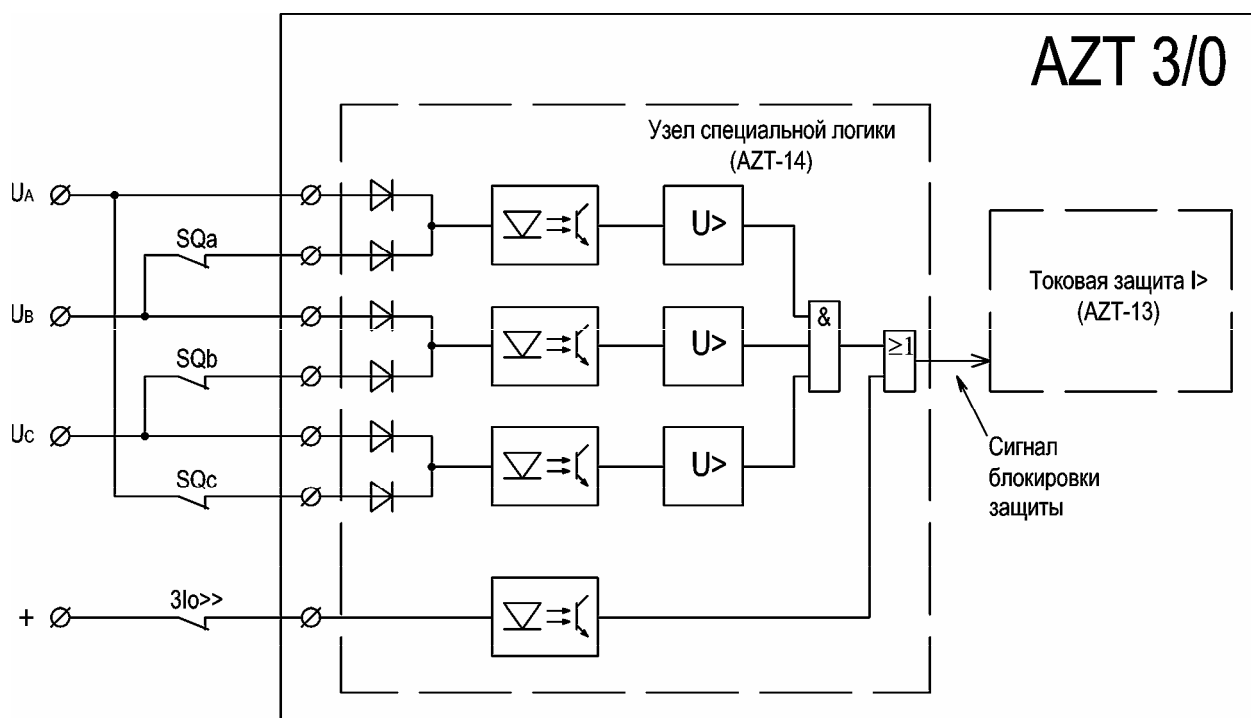 AZT 3/0
Узел специальной логики
(AZT-14)
UA
SQa
U>
UB
&
Токовая защита I>
(AZT-13)
SQb
U>
≥1
UC
SQc
U>
Сигнал
блокировки
защиты
+
3Io>>